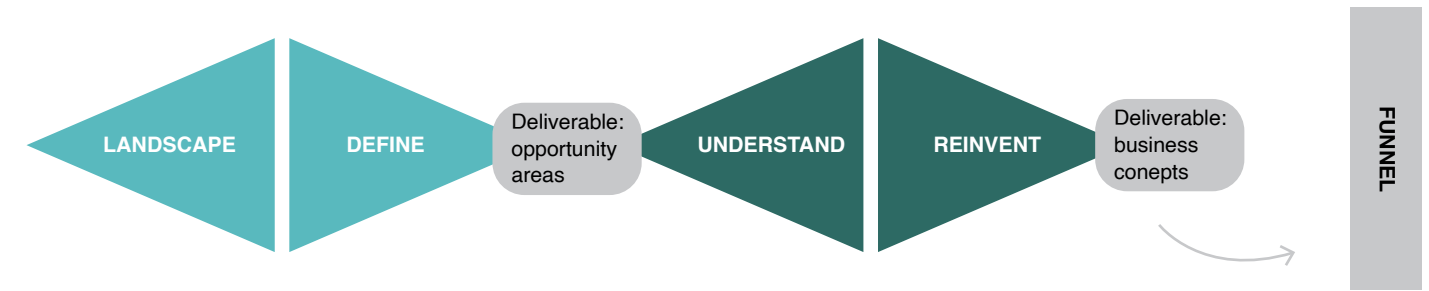 LANDSCAPE
DEFINE
Deliverable:
opportunity
areas
UNDERSTAND
REINVENT
Deliverable:
business
conepts
FUNNEL